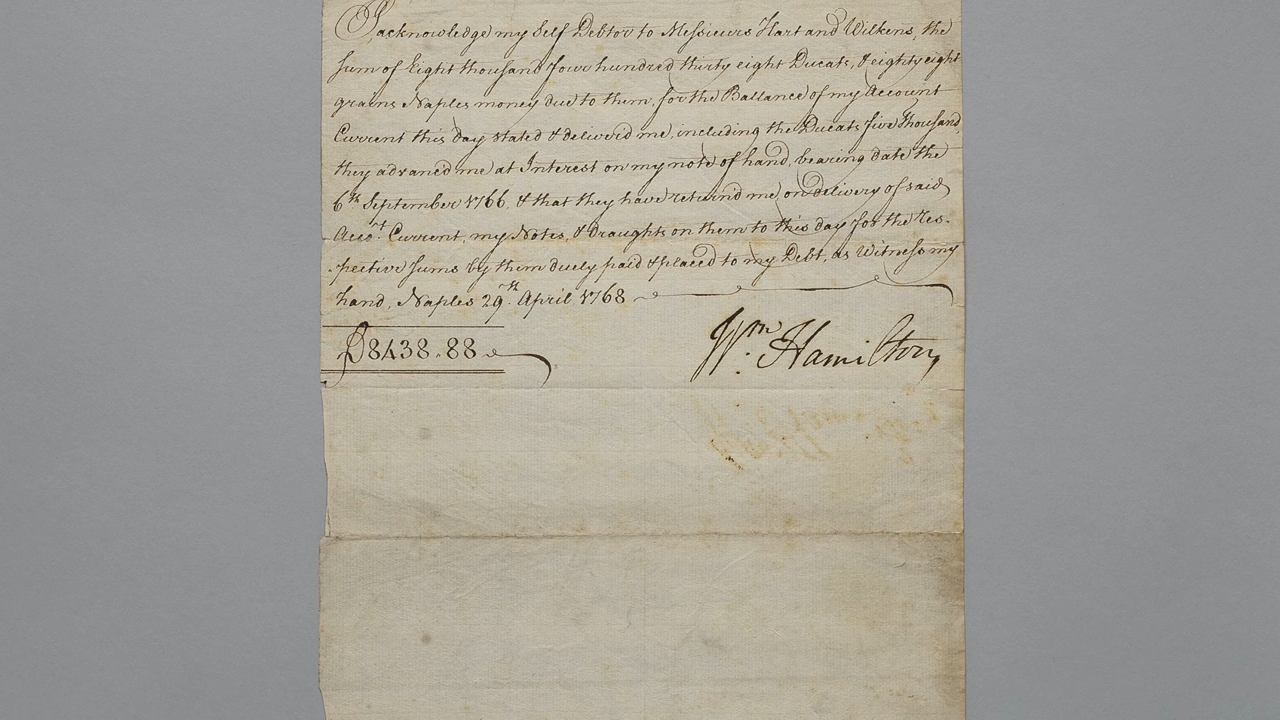 I acknowledge my Self Debtor to Messieurs Hart and Wilkens, the
Sum of Eight thousand four hundred thirty eight Ducats, & eighty eight
grains Naples money due to them, for the Ballance of my Account
Current this day stated & deliverd me, including the Ducats five thousand,
they advanced me at Interest on my note of hand, bearing date the
6th September 1766, & that they have returnd me on delivery of said
Acco.t Current, my Notes, & draughts on them to this day for the Res-
-pective Sums by them duely paid & placed to my Debt, as Witness my
hand, Naples 29.th April 1768
D 8438.88
W.m Hamilton